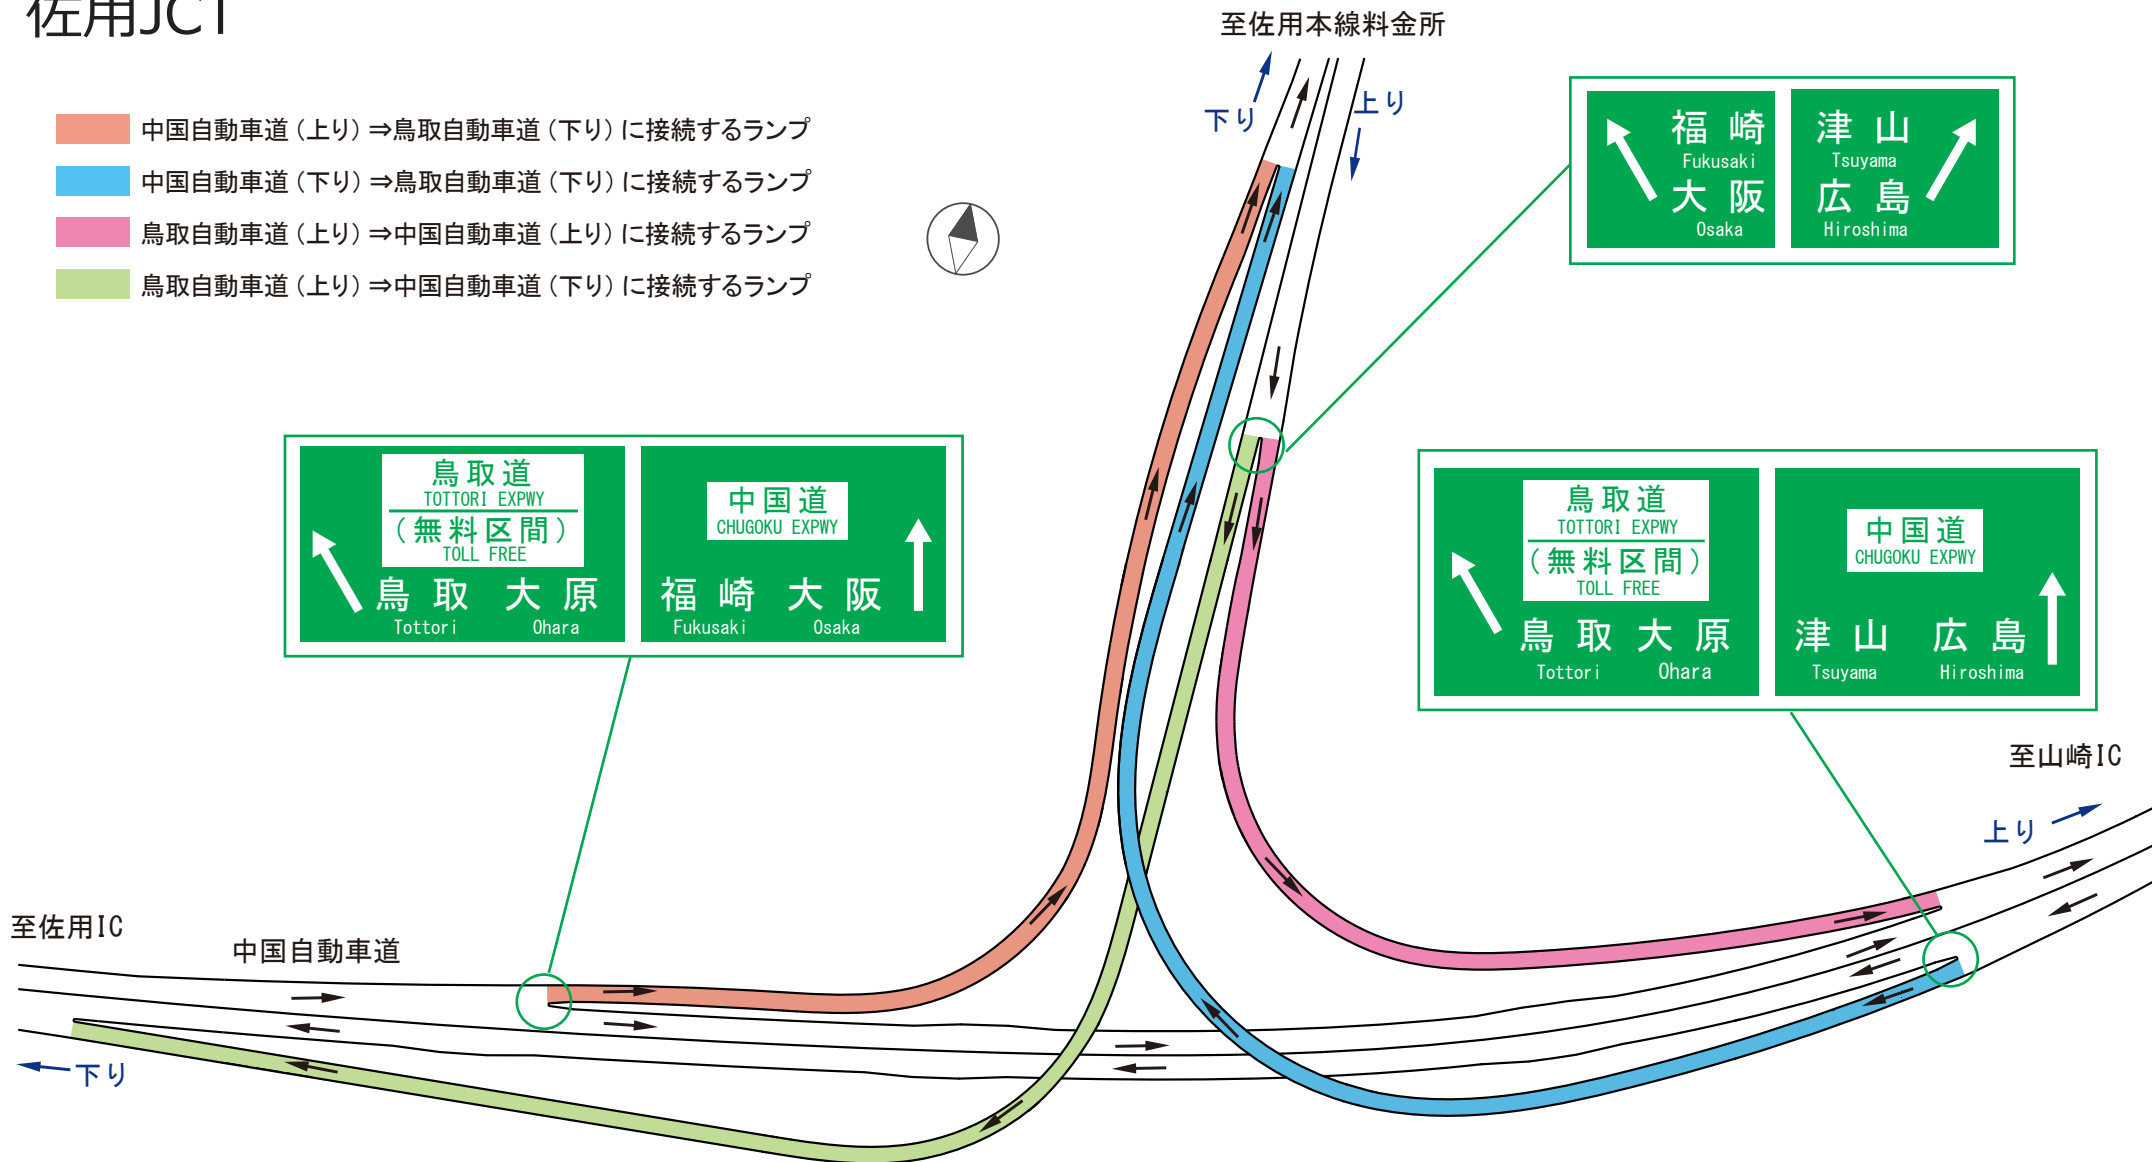 佐用JCT
中国自動車道（上り）⇒鳥取自動車道（下り）に接続するランプ
中国自動車道（下り）⇒鳥取自動車道（下り）に接続するランプ
鳥取自動車道（上り）⇒中国自動車道（上り）に接続するランプ
鳥取自動車道（上り）⇒中国自動車道（下り）に接続するランプ
至佐用本線料金所
下り
上り
福崎
Fukusaki
大阪
Osaka
津山
Tsuyama
広島
Hiroshima
鳥取道
TOTTORI EXPWY
（無料区間）
TOLL FREE
鳥取 大原
Tottori Ohara
中国道
CHUGOKU EXPWY
福崎 大阪
Fukusaki Osaka
鳥取道
TOTTORI EXPWY
（無料区間）
TOLL FREE
鳥取 大原
Tottori Ohara
中国道
CHUGOKU EXPWY
津山 広島
Tsuyama Hiroshima
至山崎IC
上り
至佐用IC
中国自動車道
下り